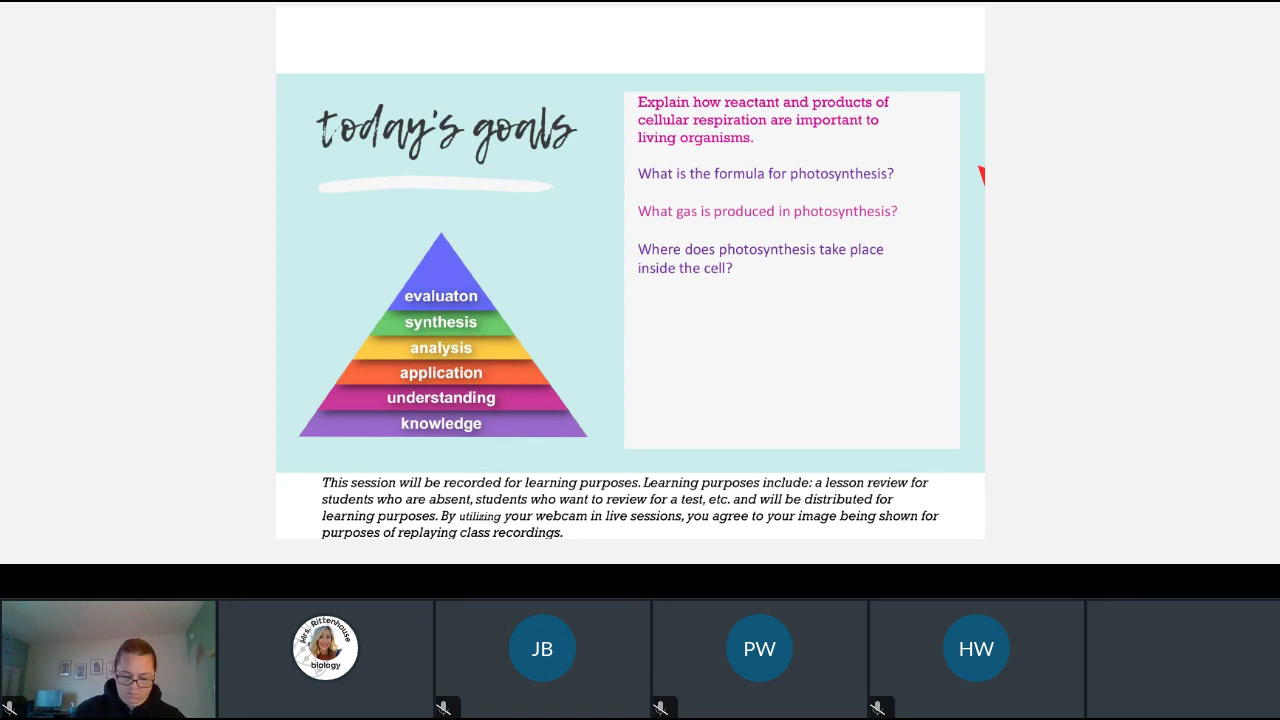 today's goals
Explain how reactant and products of
cellular respiration are important to
living organisms.
What is the formula for photosynthesis?
What gas is produced in photosynthesis?
Where does photosynthesis take place
inside the cell?
evaluaton
synthesis
analysis
application
understanding
knowledge
This session will be recorded for learning purposes. Learning purposes include: a lesson review for
students who are absent, students who want to review for a test, etc. and will be distributed for
learning purposes. By utilizing your webcam in live sessions, you agree to your image being shown for
purposes of replaying class recordings.
Mrs. Rittenhouse
biology
JB
PW
HW